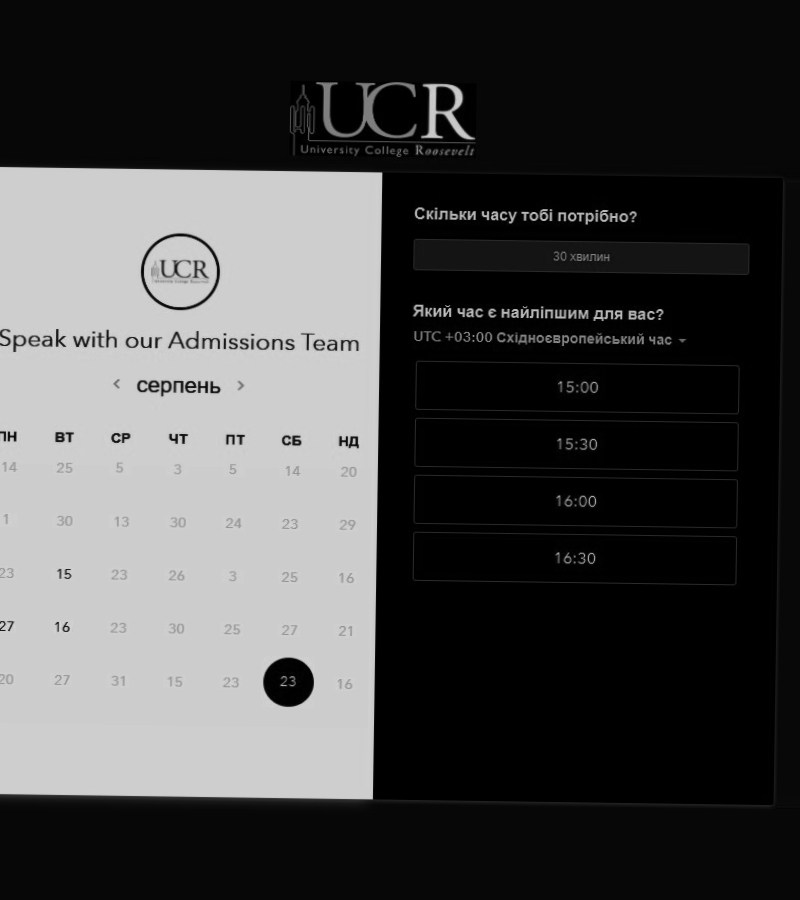 UCR
University College Roosevelt
UCR
University College Roosevelt
Speak with our Admissions Team
серпень
ПН ВТ СР ЧТ ПТ СБ НД
14 25 5 3 5 14 20
1 30 13 30 24 23 29
23 15 23 26 3 25 16
27 16 23 30 25 27 21
20 27 31 15 23 23 16
Скільки часу тобі потрібно?
30 хвилин
Який час є найліпшим для вас?
UTC +03:00 Східноєвропейський час
15:00
15:30
16:00
16:30